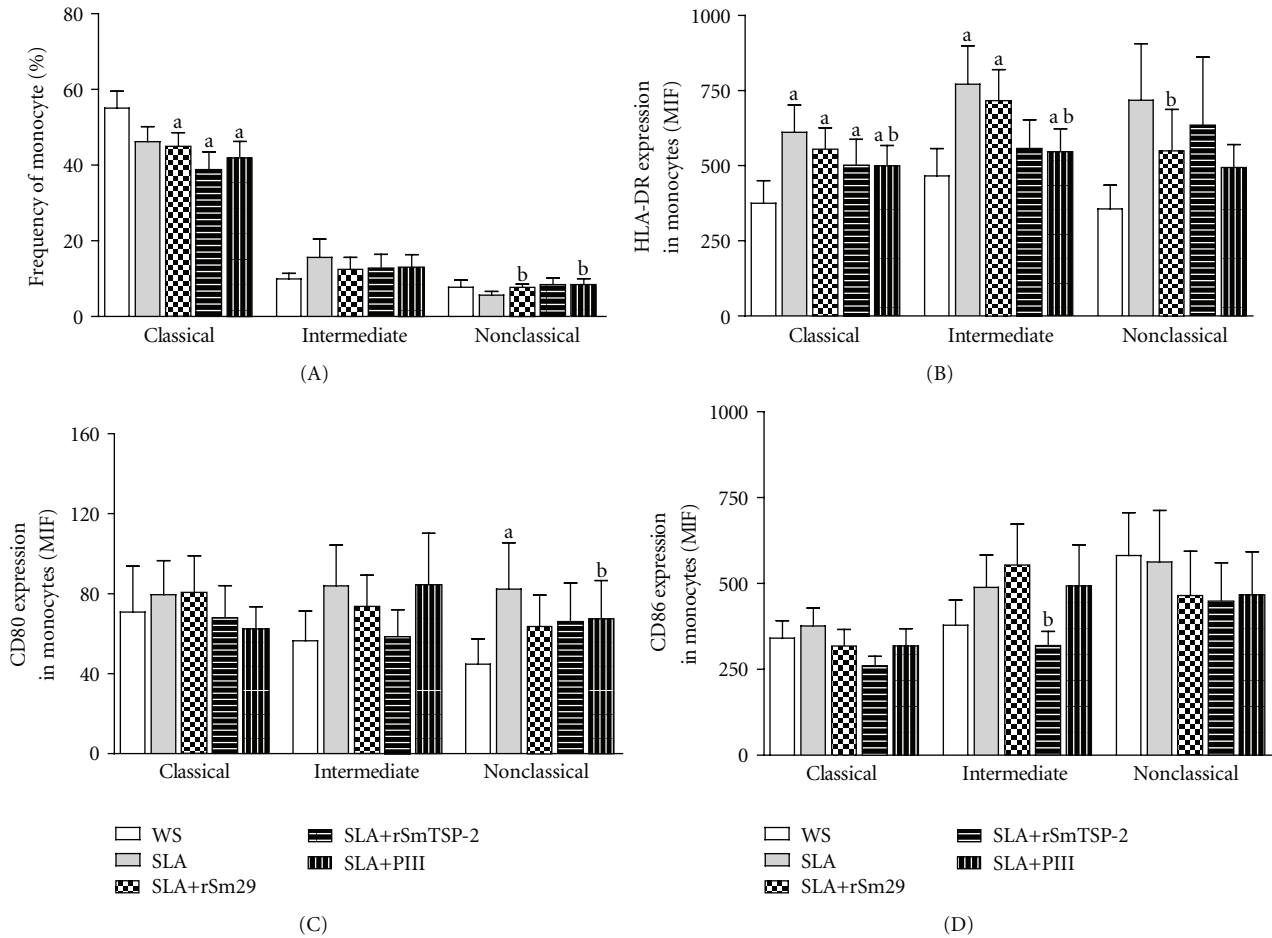 80
60
40
20
0
Frequency of monocyte (%)
a
a
a
b
b
Classical
Intermediate
Nonclassical
(A)
1000
750
500
250
0
HLA-DR expression
in monocytes (MIF)
a
a
a
a b
a
a
a b
b
Classical
Intermediate
Nonclassical
(B)
160
120
80
40
0
CD80 expression
in monocytes (MIF)
a
b
Classical
Intermediate
Nonclassical
WS
SLA
SLA+rSm29
SLA+rSmTSP-2
SLA+PIII
(C)
1000
750
500
250
0
CD86 expression
in monocytes (MIF)
b
Classical
Intermediate
Nonclassical
WS
SLA
SLA+rSm29
SLA+rSmTSP-2
SLA+PIII
(D)